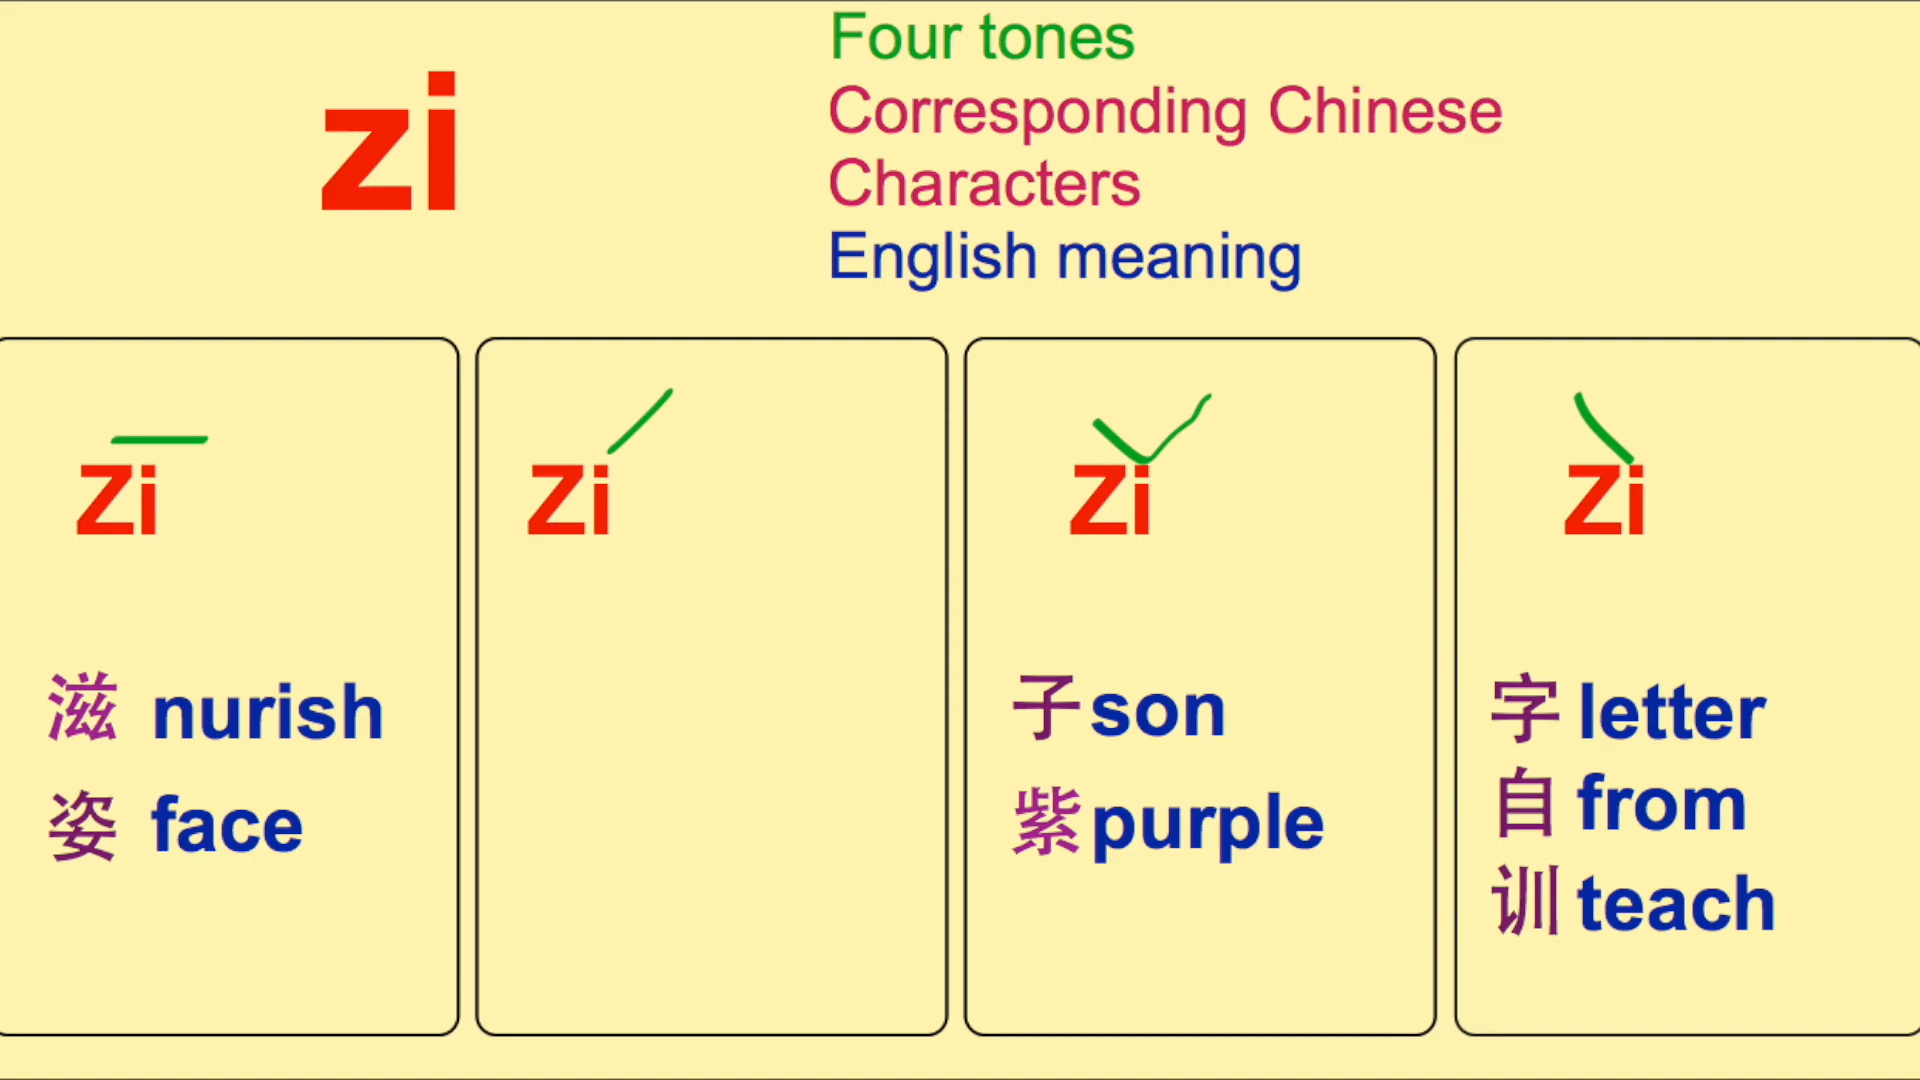 zi
Four tones
Corresponding Chinese
Characters
English meaning
Zi
滋 nurish
姿 face
Zi
Zi
子 son
紫 purple
Zi
字 letter
自 from
训 teach